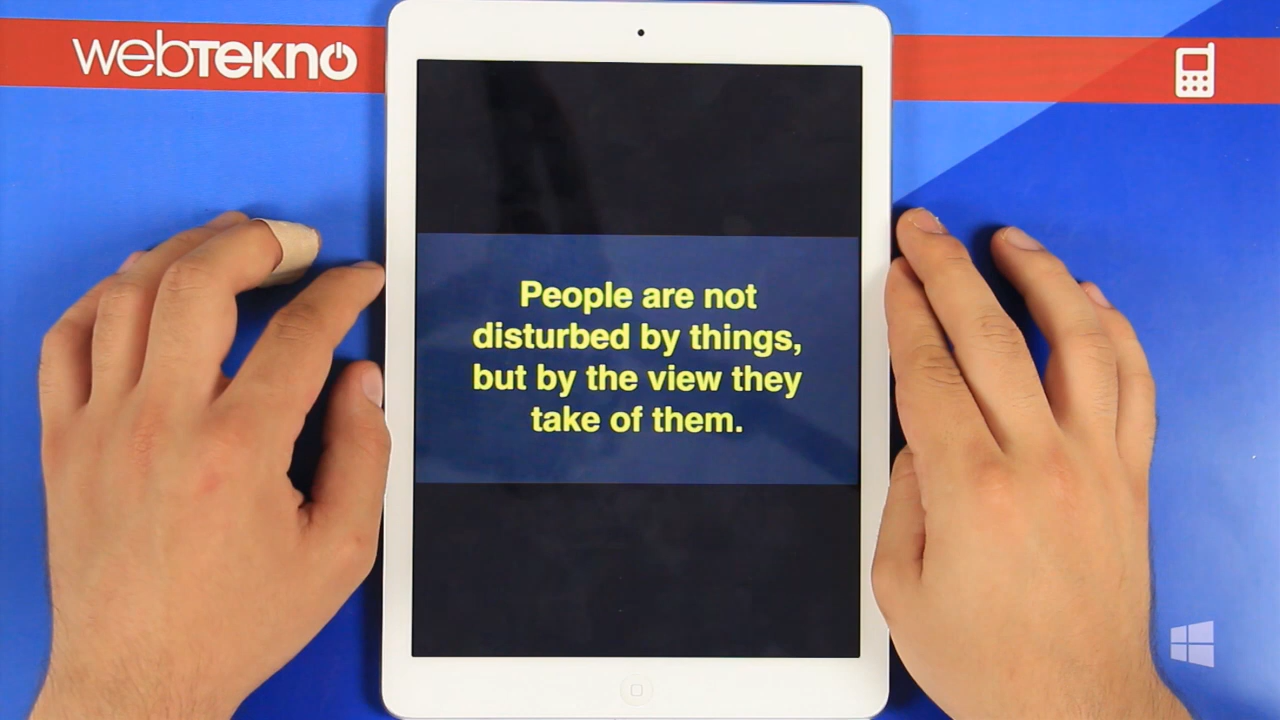 webTEKNO
People are not
disturbed by things,
but by the view they
take of them.